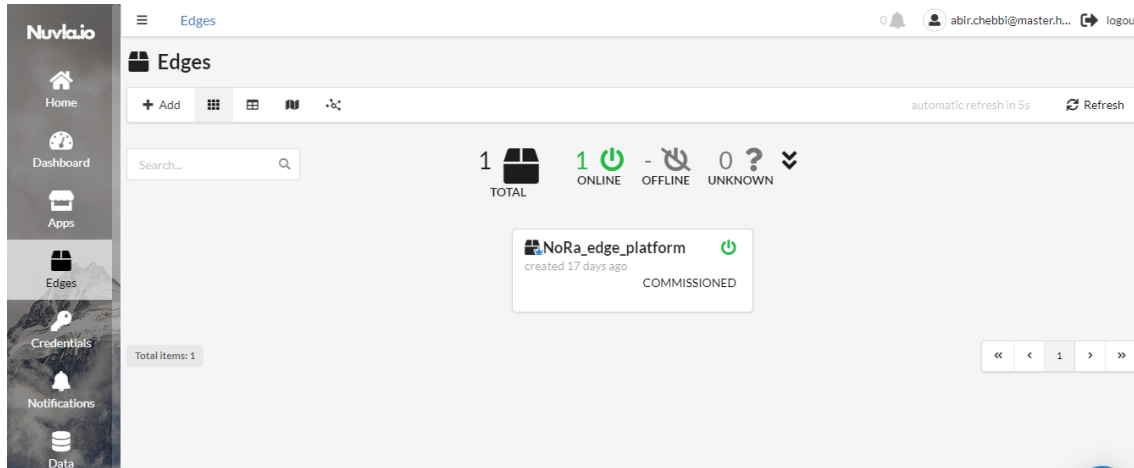 Nuvla.io
Home
Dashboard
Apps
Edges
Credentials
Notifications
Data
Edges
0
abir.chebbi@master.h...
logou
Edges
Add
automatic refresh in 5s
Refresh
Search...
1
TOTAL
1
ONLINE
-
OFFLINE
0
UNKNOWN
NoRa_edge_platform
created 17 days ago
COMMISSIONED
Total items: 1
« ‹ 1 › »